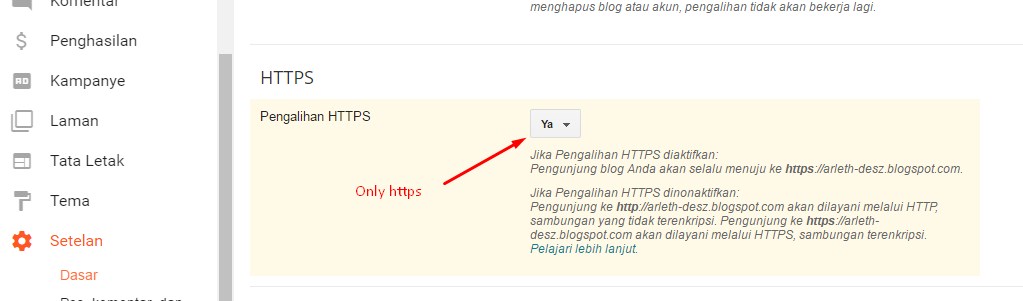 Komentar
menghapus blog atau akun, pengalihan tidak akan bekerja lagi.
Penghasilan
HTTPS
Kampanye
Pengalihan HTTPS
Ya
Laman
Jika Pengalihan HTTPS diaktifkan:
Tata Letak
Pengunjung blog Anda akan selalu menuju ke https://arleth-desz.blogspot.com.
Only https
Jika Pengalihan HTTPS dinonaktifkan:
Tema
Pengunjung ke http://arleth-desz.blogspot.com akan dilayani melalui HTTP,
sambungan yang tidak terenkripsi. Pengunjung ke https://arleth-
Setelan
desz.blogspot.com akan dilayani melalui HTTPS, sambungan terenkripsi.
Pelajari lebih lanjut.
Dasar